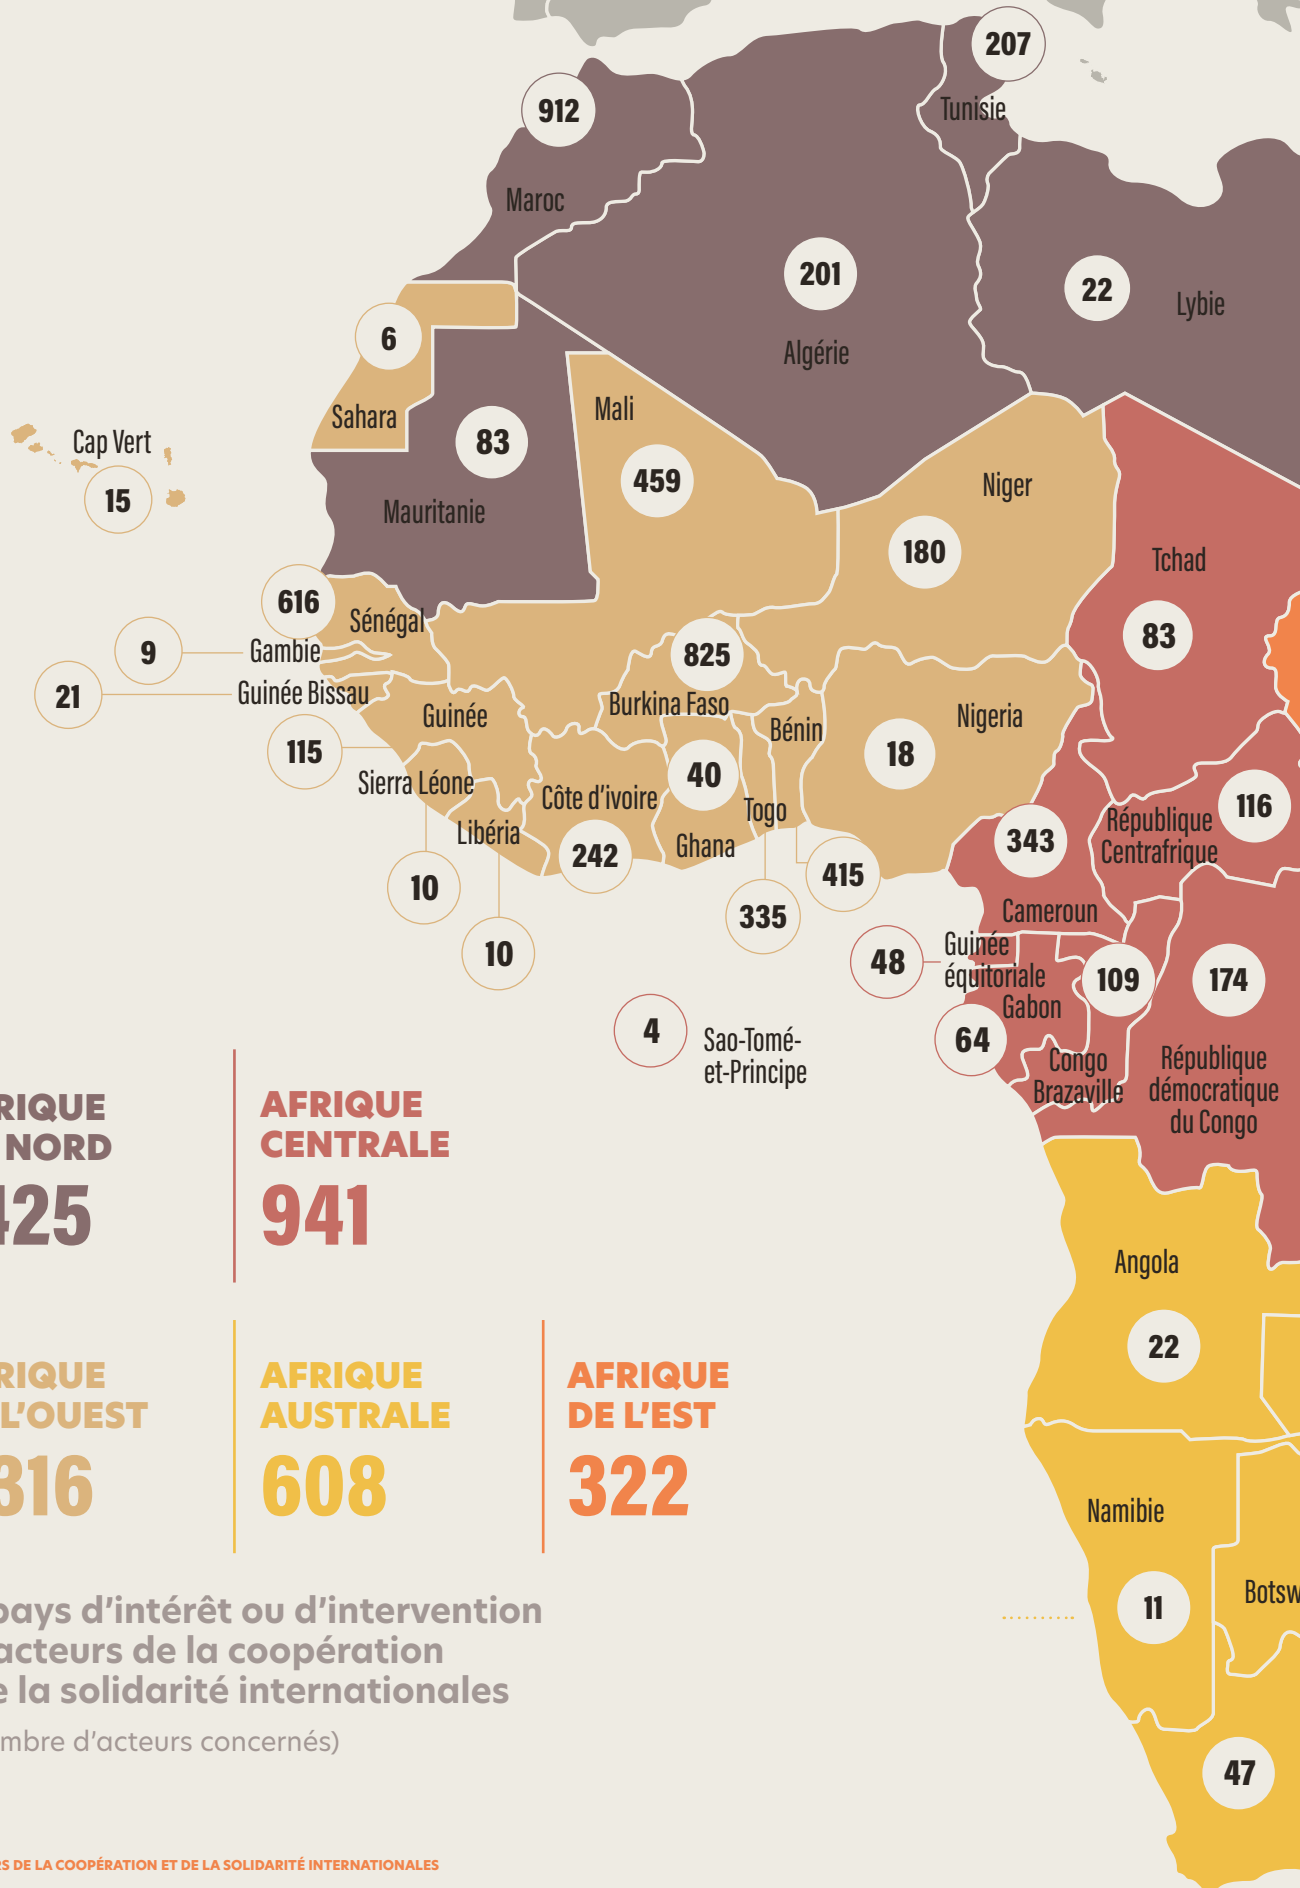 207
Tunisie
912
Maroc
201
Algérie
22
Lybie
6
Sahara
83
Mauritanie
Mali
459
Niger
180
Tchad
83
Cap Vert
15
616
Sénégal
9
Gambie
21
Guinée Bissau
115
Guinée
825
Burkina Faso
Bénin
Nigeria
18
40
Ghana
Togo
Sierra Léone
Libéria
Côte d'ivoire
242
10
10
335
415
343
Cameroun
République
Centrafrique
116
48
Guinée
équitoriale
Gabon
64
109
Congo
Brazaville
174
République
démocratique
du Congo
4
Sao-Tomé-
et-Principe
RIQUE
NORD
425
AFRIQUE
CENTRALE
941
RIQUE
L'OUEST
316
AFRIQUE
AUSTRALE
608
AFRIQUE
DE L'EST
322
Angola
22
Namibie
11
Botsw
47
pays d'intérêt ou d'intervention
acteurs de la coopération
e la solidarité internationales
mbre d'acteurs concernés)
RS DE LA COOPÉRATION ET DE LA SOLIDARITÉ INTERNATIONALES